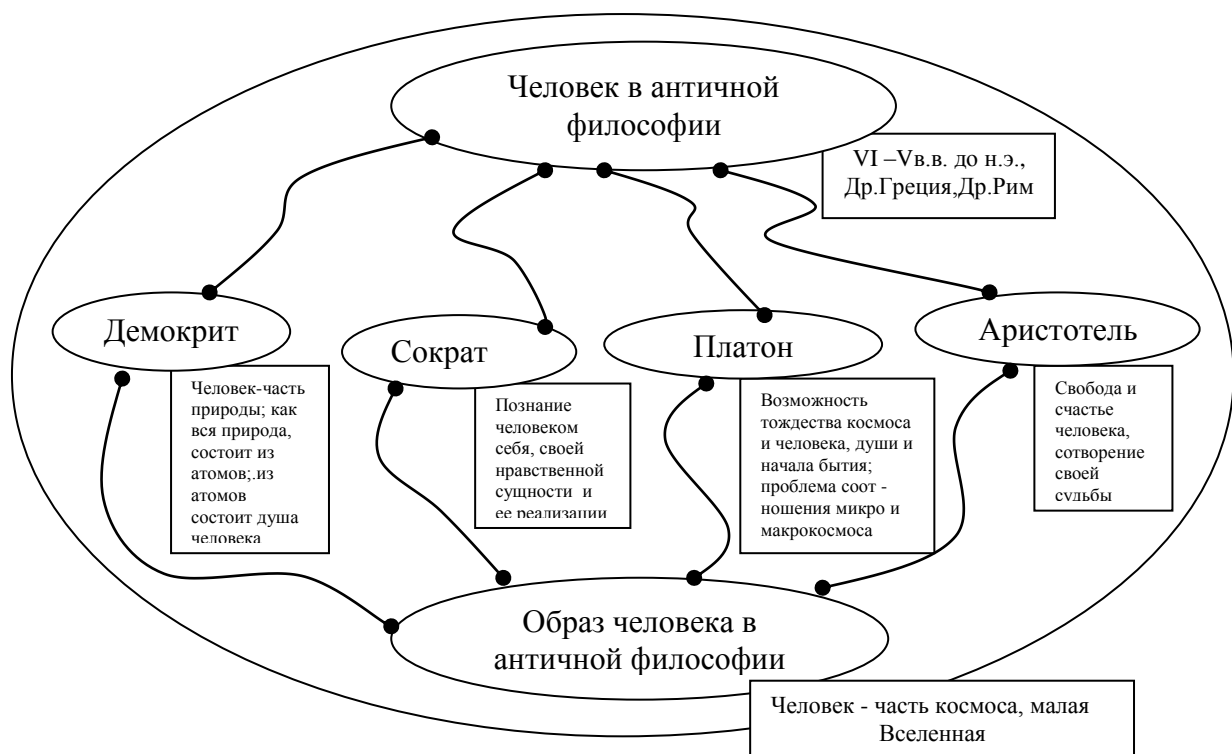 Человек в античной
философии
VI –Vв.в. до н.э.,
Др.Греция,Др.Рим
Демокрит
Сократ
Платон
Аристотель
Человек-часть
природы; как
вся природа,
состоит из
атомов;.из
атомов
состоит душа
человека
Познание
человеком
себя, своей
нравственной
сущности и
ее реализации
Возможность
тождества космоса
и человека, души и
начала бытия;
проблема соот -
ношения микро и
макрокосмоса
Свобода и
счастье
человека,
сотворение
своей
судьбы
Образ человека в
античной философии
Человек - часть космоса, малая
Вселенная